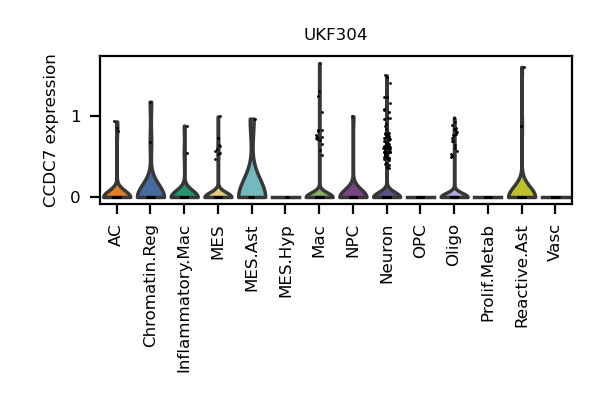 UKF304
CCDC7 expression
1
0
AC
Chromatin.Reg
Inflammatory.Mac
MES
MES.Ast
MES.Hyp
Mac
NPC
Neuron
OPC
Oligo
Prolif.Metab
Reactive.Ast
Vasc